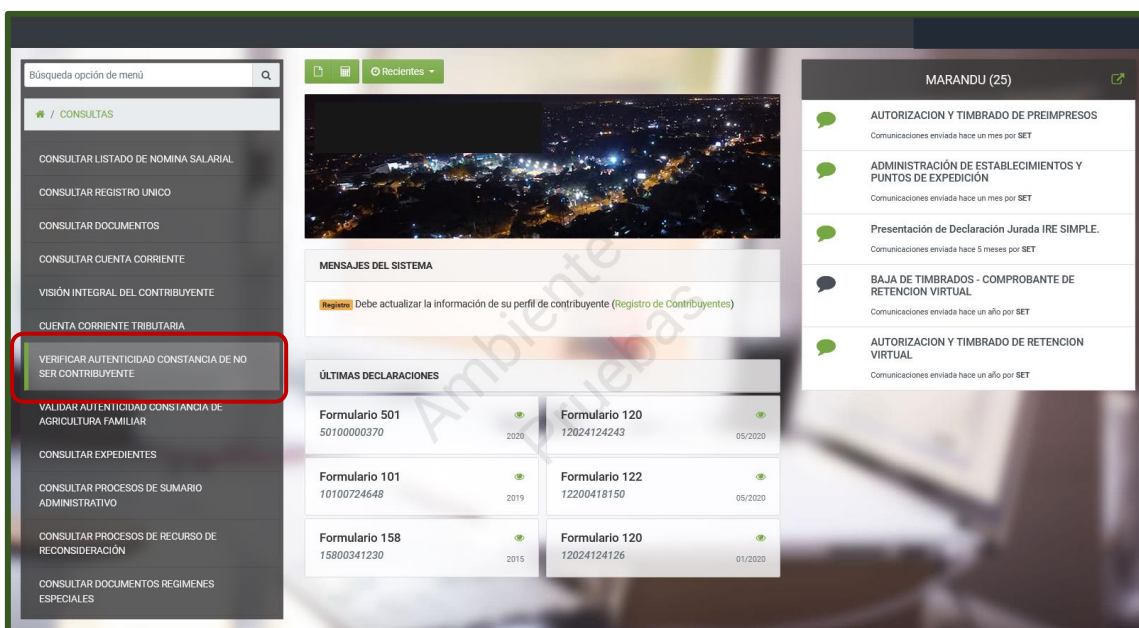 Búsqueda opción de menú
/ CONSULTAS
CONSULTAR LISTADO DE NOMINA SALARIAL
CONSULTAR REGISTRO UNICO
CONSULTAR DOCUMENTOS
CONSULTAR CUENTA CORRIENTE
VISIÓN INTEGRAL DEL CONTRIBUYENTE
CUENTA CORRIENTE TRIBUTARIA
VERIFICAR AUTENTICIDAD CONSTANCIA DE NO
SER CONTRIBUYENTE
VALIDAR AUTENTICIDAD CONSTANCIA DE
AGRICULTURA FAMILIAR
CONSULTAR EXPEDIENTES
CONSULTAR PROCESOS DE SUMARIO
ADMINISTRATIVO
CONSULTAR PROCESOS DE RECURSO DE
RECONSIDERACIÓN
CONSULTAR DOCUMENTOS REGIMENES
ESPECIALES
Recientes
MENSAJES DEL SISTEMA
Registro Debe actualizar la información de su perfil de contribuyente (Registro de Contribuyentes)
ÚLTIMAS DECLARACIONES
Formulario 501
50100000370 2020
Formulario 120
12024124243 05/2020
Formulario 101
10100724648 2019
Formulario 122
12200418150 05/2020
Formulario 158
15800341230 2015
Formulario 120
12024124126 01/2020
Ambiente
Pruebas
MARANDU (25)
AUTORIZACION Y TIMBRADO DE PREIMPRESOS
Comunicaciones enviada hace un mes por SET
ADMINISTRACIÓN DE ESTABLECIMIENTOS Y
PUNTOS DE EXPEDICIÓN
Comunicaciones enviada hace un mes por SET
Presentación de Declaración Jurada IRE SIMPLE.
Comunicaciones enviada hace 5 meses por SET
BAJA DE TIMBRADOS - COMPROBANTE DE
RETENCION VIRTUAL
Comunicaciones enviada hace un año por SET
AUTORIZACION Y TIMBRADO DE RETENCION
VIRTUAL
Comunicaciones enviada hace un año por SET